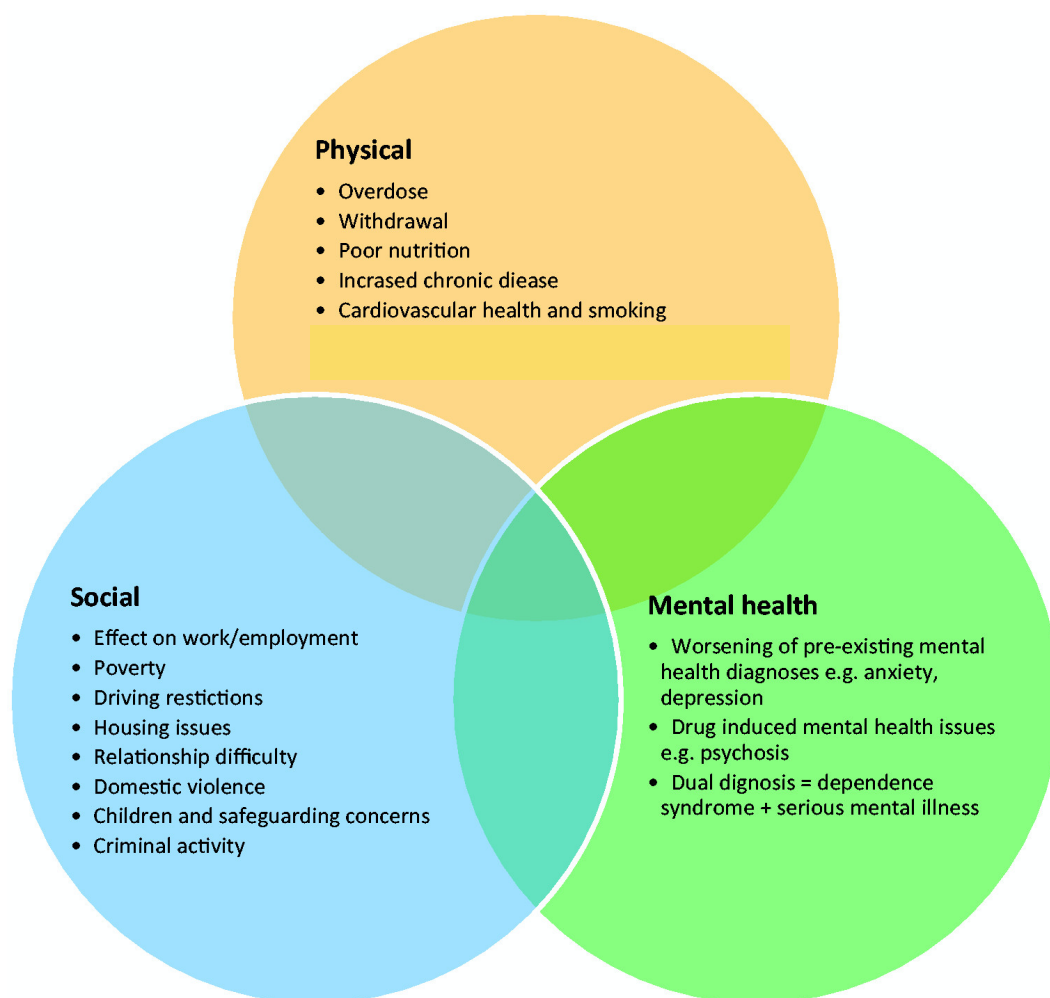 Physical
• Overdose
• Withdrawal
• Poor nutrition
• Incrased chronic diease
• Cardiovascular health and smoking
Social
• Effect on work/employment
• Poverty
• Driving restictions
• Housing issues
• Relationship difficulty
• Domestic violence
• Children and safeguarding concerns
• Criminal activity
Mental health
• Worsening of pre-existing mental
health diagnoses e.g. anxiety,
depression
• Drug induced mental health issues
e.g. psychosis
• Dual dignosis = dependence
syndrome + serious mental illness